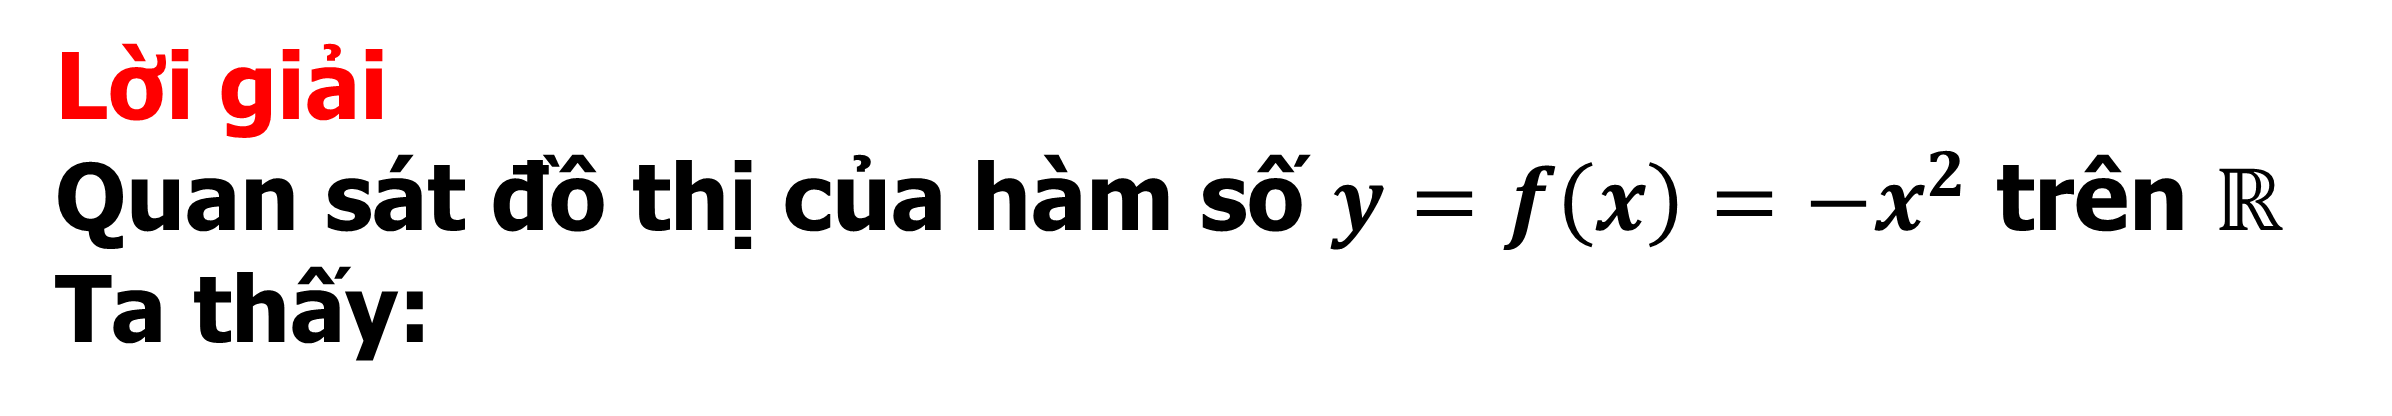 Lời giải
Quan sát đồ thị của hàm số y = f(x) = −x² trên ℝ
Ta thấy: